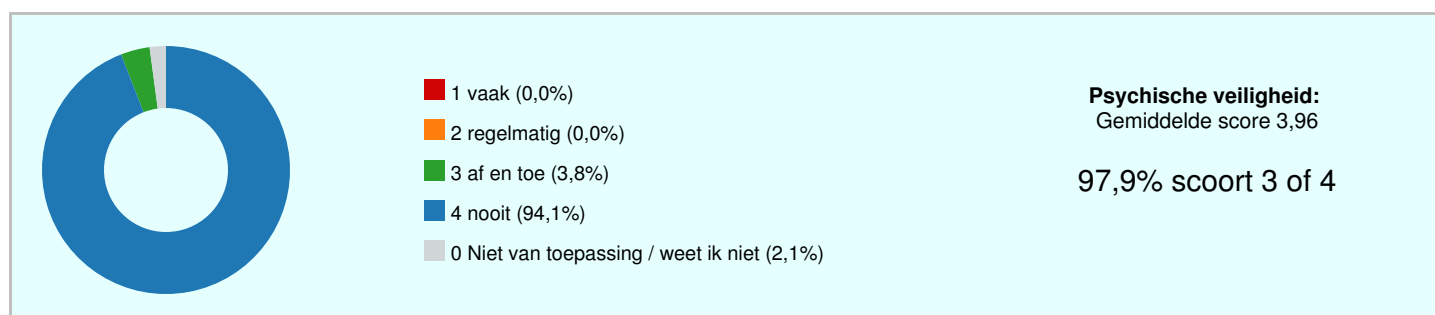 1 vaak (0,0%)
2 regelmatig (0,0%)
3 af en toe (3,8%)
4 nooit (94,1%)
0 Niet van toepassing / weet ik niet (2,1%)
Psychische veiligheid:
Gemiddelde score 3,96
97,9% scoort 3 of 4